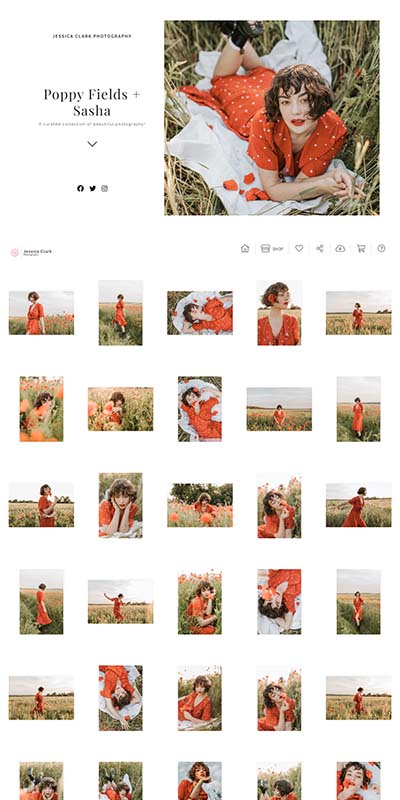 JESSICA CLARK PHOTOGRAPHY
Poppy Fields +
Sasha
A curated collection of beautiful photography!
Jessica Clark
Photography
SHOP